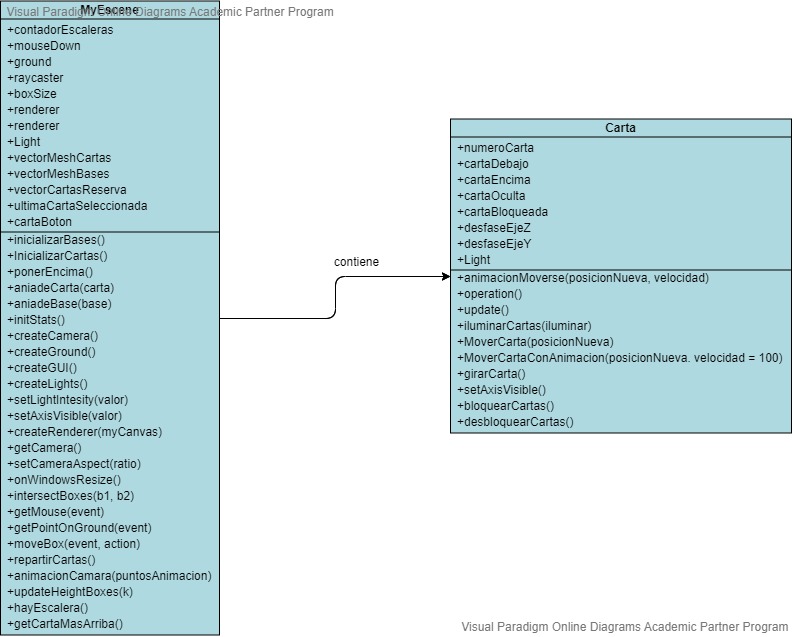 Visual Paradigm Online Diagrams Academic Partner Program
MyEscene
+contadorEscaleras
+mouseDown
+ground
+raycaster
+boxSize
+renderer
+renderer
+Light
+vectorMeshCartas
+vectorMeshBases
+vectorCartasReserva
+ultimaCartaSeleccionada
+cartaBoton
+inicializarBases()
+InicializarCartas()
+ponerEncima()
+aniadeCarta(carta)
+aniadeBase(base)
+initStats()
+createCamera()
+createGround()
+createGUI()
+createLights()
+setLightIntesity(valor)
+setAxisVisible(valor)
+createRenderer(myCanvas)
+getCamera()
+setCameraAspect(ratio)
+onWindowsResize()
+intersectBoxes(b1, b2)
+getMouse(event)
+getPointOnGround(event)
+moveBox(event, action)
+repartirCartas()
+animacionCamara(puntosAnimacion)
+updateHeightBoxes(k)
+hayEscalera()
+getCartaMasArriba()
contiene
Carta
+numeroCarta
+cartaDebajo
+cartaEncima
+cartaOculta
+cartaBloqueada
+desfaseEjeZ
+desfaseEjeY
+Light
+animacionMoverse(posicionNueva, velocidad)
+operation()
+update()
+iluminarCartas(iluminar)
+MoverCarta(posicionNueva)
+MoverCartaConAnimacion(posicionNueva. velocidad = 100)
+girarCarta()
+setAxisVisible()
+bloquearCartas()
+desbloquearCartas()
Visual Paradigm Online Diagrams Academic Partner Program